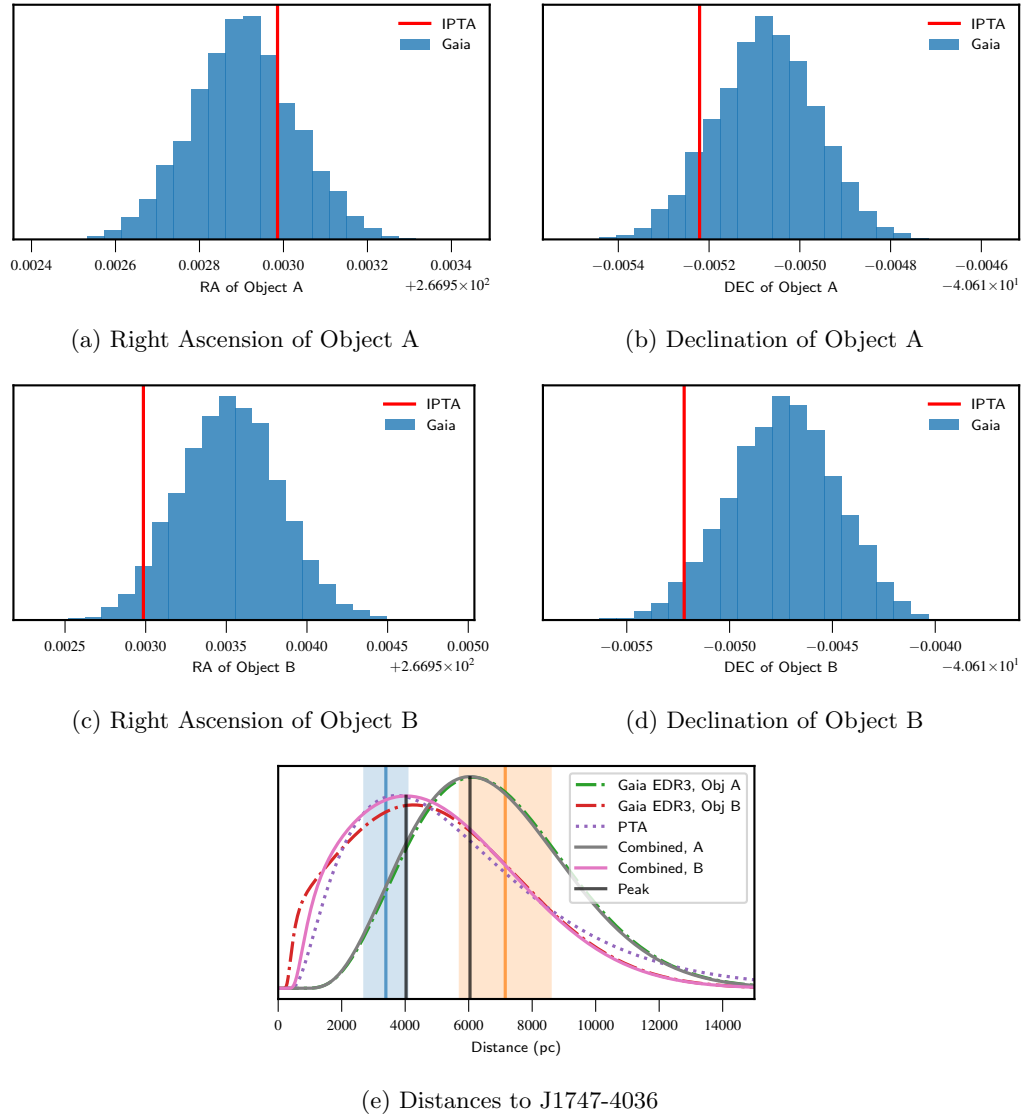 IPTA
Gaia
0.0024 0.0026 0.0028 0.0030 0.0032 0.0034
RA of Object A
+2.6695×10²
(a) Right Ascension of Object A
IPTA
Gaia
−0.0054 −0.0052 −0.0050 −0.0048 −0.0046
DEC of Object A
−4.061×10¹
(b) Declination of Object A
IPTA
Gaia
0.0025 0.0030 0.0035 0.0040 0.0045 0.0050
RA of Object B
+2.6695×10²
(c) Right Ascension of Object B
IPTA
Gaia
−0.0055 −0.0050 −0.0045 −0.0040
DEC of Object B
−4.061×10¹
(d) Declination of Object B
Gaia EDR3, Obj A
Gaia EDR3, Obj B
PTA
Combined, A
Combined, B
Peak
0 2000 4000 6000 8000 10000 12000 14000
Distance (pc)
(e) Distances to J1747-4036